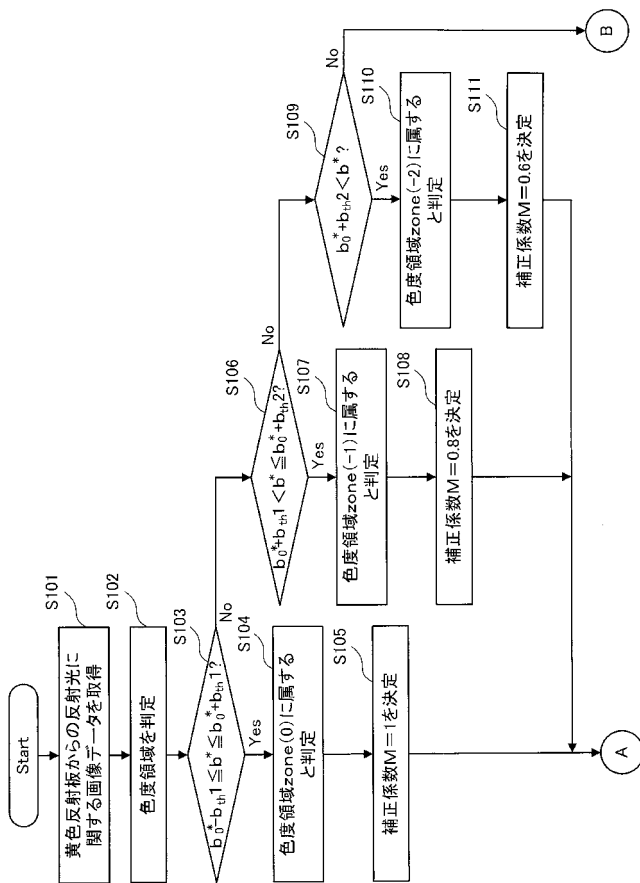 Start
S101
黄色反射板からの反射光に
関する画像データを取得
S102
色度領域を判定
S103
b0*-bth1≦b*≦b0*+bth1?
No
Yes
S104
色度領域zone(0)に属する
と判定
S105
補正係数M=1を決定
S106
b0*+bth1<b*≦b0*+bth2?
No
Yes
S107
色度領域zone(-1)に属する
と判定
S108
補正係数M=0.8を決定
S109
b0*+bth2<b*?
No
Yes
S110
色度領域zone(-2)に属する
と判定
S111
補正係数M=0.6を決定
A
B